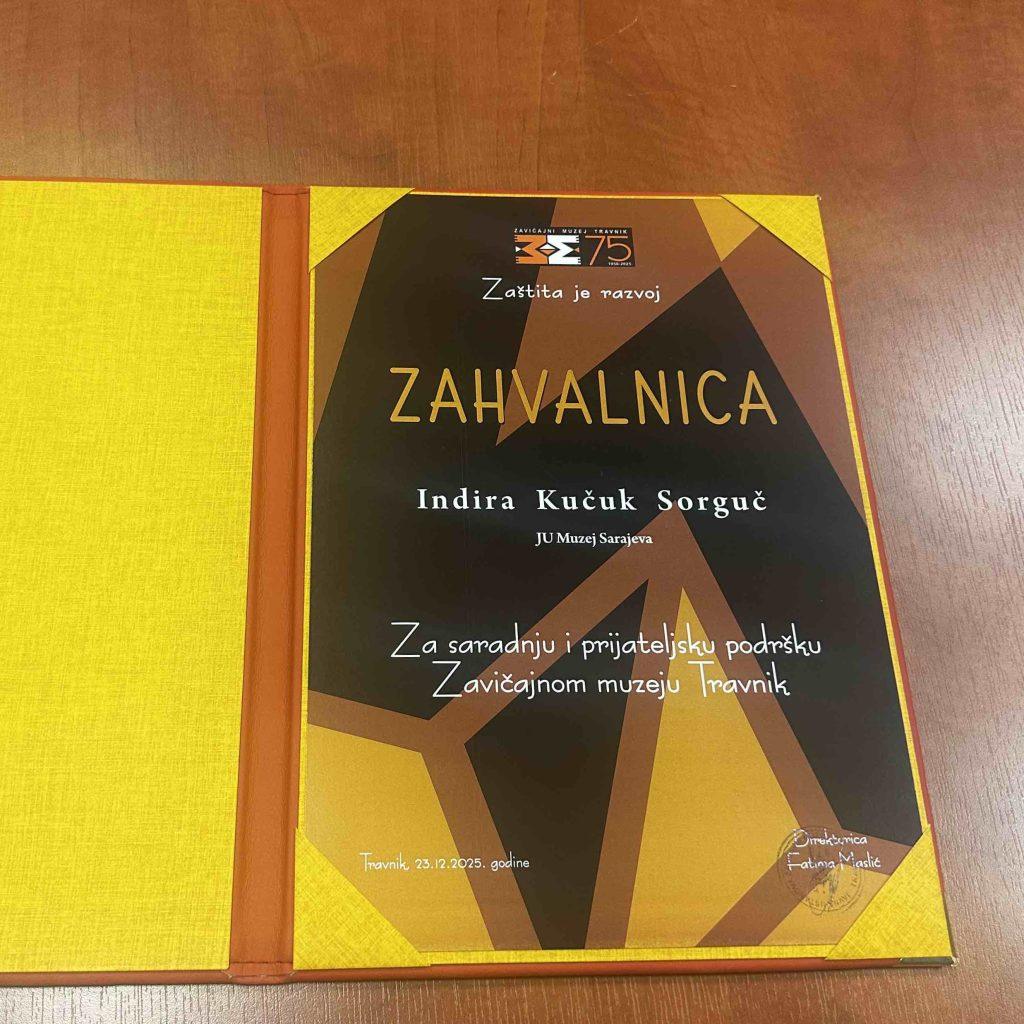 ZAVIČAJNI MUZEJ TRAVNIK
75
1950-2025
Zaštita je razvoj
ZAHVALNICA
Indira Kučuk Sorguč
JU Muzej Sarajeva
Za saradnju i prijateljsku podršku
Zavičajnom muzeju Travnik
Travnik, 23.12.2025. godine
Direktorica
Fatima Maslić